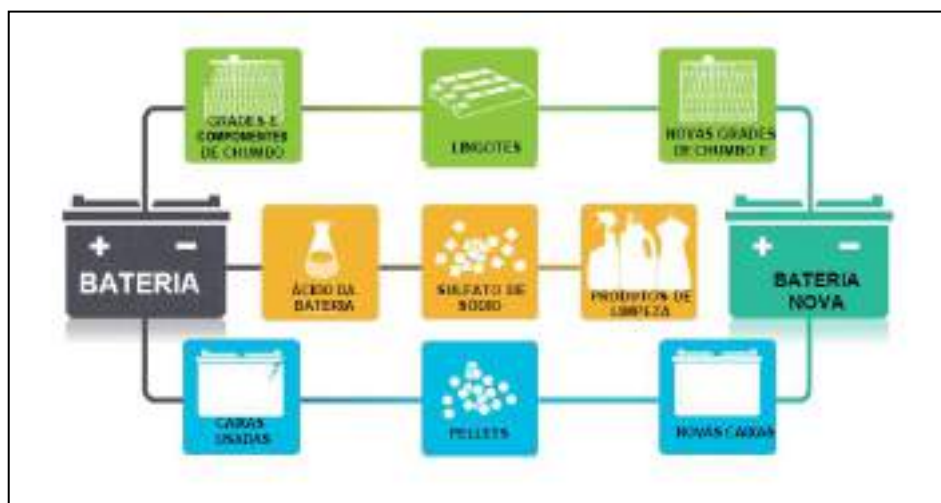 GRADES E
COMPONENTES
DE CHUMBO
LINGOTES
NOVAS GRADES
DE CHUMBO E
+ -
BATERIA
ÁCIDO DA
BATERIA
SULFATO DE
SÓDIO
PRODUTOS DE
LIMPEZA
+ -
BATERIA
NOVA
CAIXAS
USADAS
PELLETS
NOVAS CAIXAS